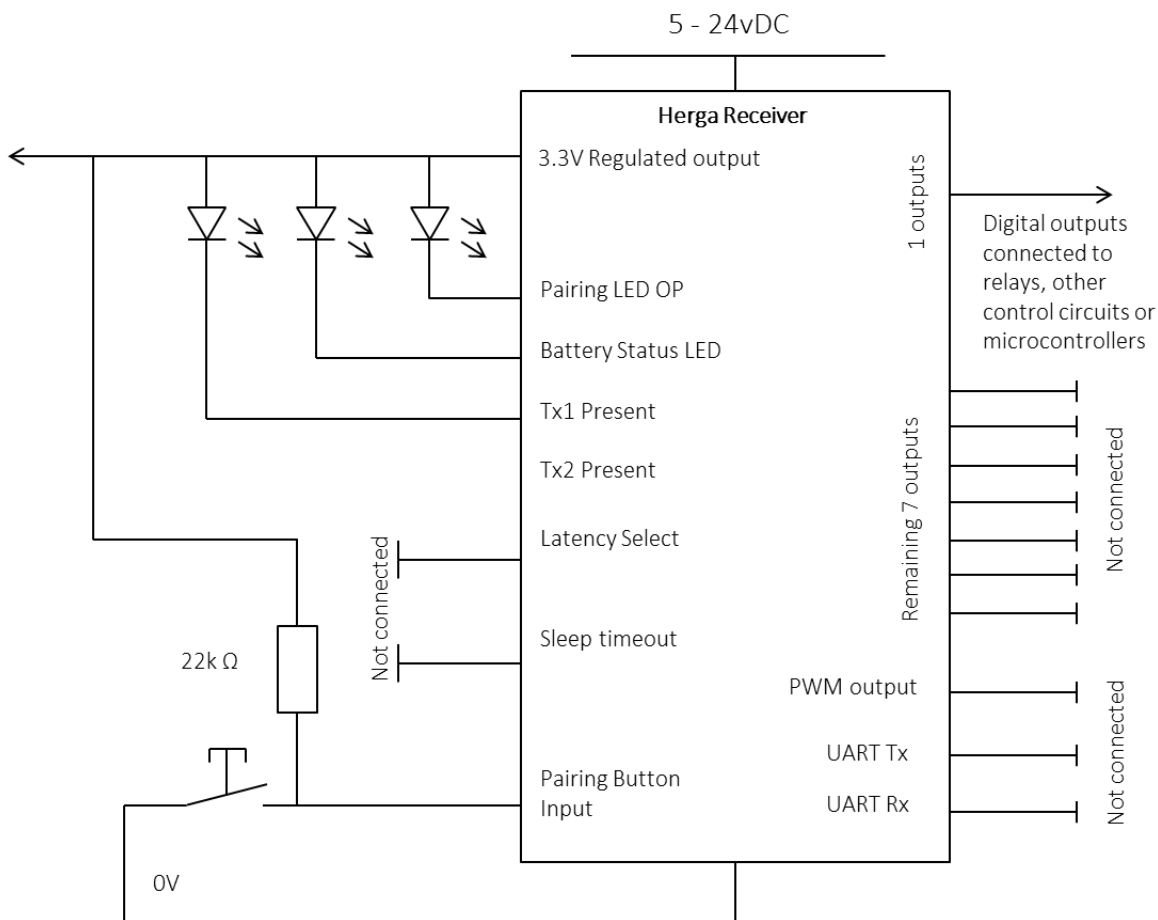 5 - 24vDC
Herga Receiver
3.3V Regulated output
1 outputs
Digital outputs
connected to
relays, other
control circuits or
microcontrollers
Pairing LED OP
Battery Status LED
Tx1 Present
Tx2 Present
Latency Select
Not connected
Sleep timeout
Remaining 7 outputs
Not connected
22k Ω
PWM output
UART Tx
UART Rx
Not connected
Pairing Button
Input
0V